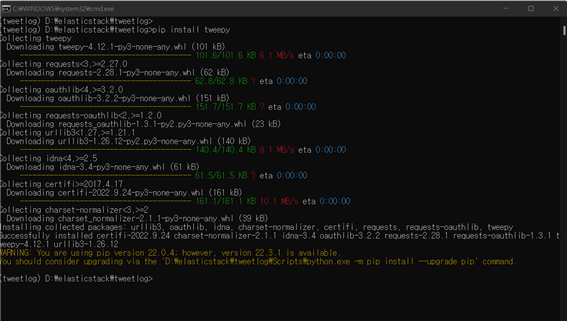 C:₩WINDOWS₩system32₩cmd.exe
(tweetlog) D:₩elasticstack₩tweetlog>
(tweetlog) D:₩elasticstack₩tweetlog>pip install tweepy
Collecting tweepy
Downloading tweepy-4.12.1-py3-none-any.whl (101 kB)
101.6/101.6 KB 6.1 MB/s eta 0:00:00
Collecting requests<3,>=2.27.0
Downloading requests-2.28.1-py3-none-any.whl (62 kB)
62.8/62.8 KB ? eta 0:00:00
Collecting oauthlib<4,>=3.2.0
Downloading oauthlib-3.2.2-py3-none-any.whl (151 kB)
151.7/151.7 KB ? eta 0:00:00
Collecting requests-oauthlib<2,>=1.2.0
Downloading requests_oauthlib-1.3.1-py2.py3-none-any.whl (23 kB)
Collecting urllib3<1.27,>=1.21.1
Downloading urllib3-1.26.12-py2.py3-none-any.whl (140 kB)
140.4/140.4 KB 8.1 MB/s eta 0:00:00
Collecting idna<4,>=2.5
Downloading idna-3.4-py3-none-any.whl (61 kB)
61.5/61.5 KB ? eta 0:00:00
Collecting certifi>=2017.4.17
Downloading certifi-2022.9.24-py3-none-any.whl (161 kB)
161.1/161.1 KB 10.1 MB/s eta 0:00:00
Collecting charset-normalizer<3,>=2
Downloading charset_normalizer-2.1.1-py3-none-any.whl (39 kB)
Installing collected packages: urllib3, oauthlib, idna, charset-normalizer, certifi, requests, requests-oauthlib, tweepy
Successfully installed certifi-2022.9.24 charset-normalizer-2.1.1 idna-3.4 oauthlib-3.2.2 requests-2.28.1 requests-oauthlib-1.3.1 t
weepy-4.12.1 urllib3-1.26.12
WARNING: You are using pip version 22.0.4; however, version 22.3.1 is available.
You should consider upgrading via the 'D:₩elasticstack₩tweetlog₩Scripts₩python.exe -m pip install --upgrade pip' command.
(tweetlog) D:₩elasticstack₩tweetlog>